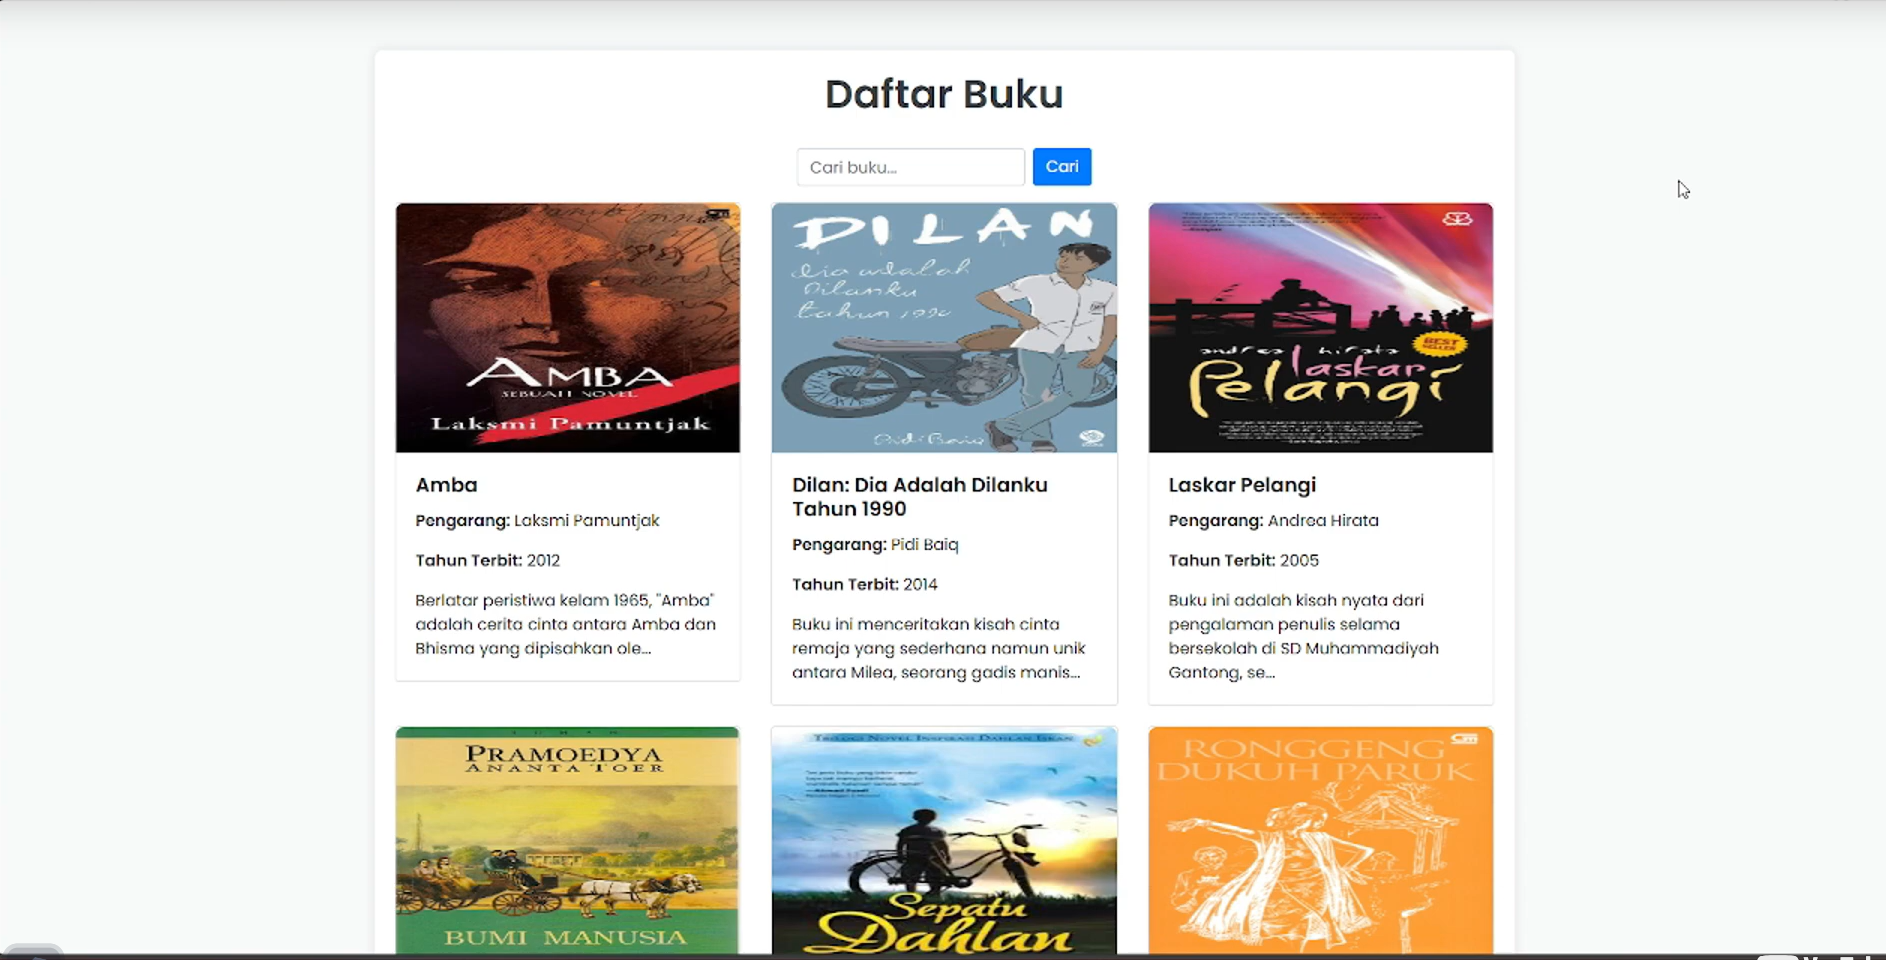 Daftar Buku
Cari buku...
Cari
AMBA
SEBUAH NOVEL
Laksmi Pamuntjak
DILAN
dia adalah
Dilanku
tahun 1990
Pidi Baiq
andrea hirata
BEST
SELLER
laskar
Pelangi
Amba
Pengarang: Laksmi Pamuntjak
Tahun Terbit: 2012
Berlatar peristiwa kelam 1965, "Amba"
adalah cerita cinta antara Amba dan
Bhisma yang dipisahkan ole...
Dilan: Dia Adalah Dilanku
Tahun 1990
Pengarang: Pidi Baiq
Tahun Terbit: 2014
Buku ini menceritakan kisah cinta
remaja yang sederhana namun unik
antara Milea, seorang gadis manis...
Laskar Pelangi
Pengarang: Andrea Hirata
Tahun Terbit: 2005
Buku ini adalah kisah nyata dari
pengalaman penulis selama
bersekolah di SD Muhammadiyah
Gantong, se...
PRAMOEDYA
ANANTA TOER
BUMI MANUSIA
TRILOGI NOVEL INSPIRASI DAHLAN ISKAN
Sepatu
Dahlan
RONGGENG
DUKUH PARUK